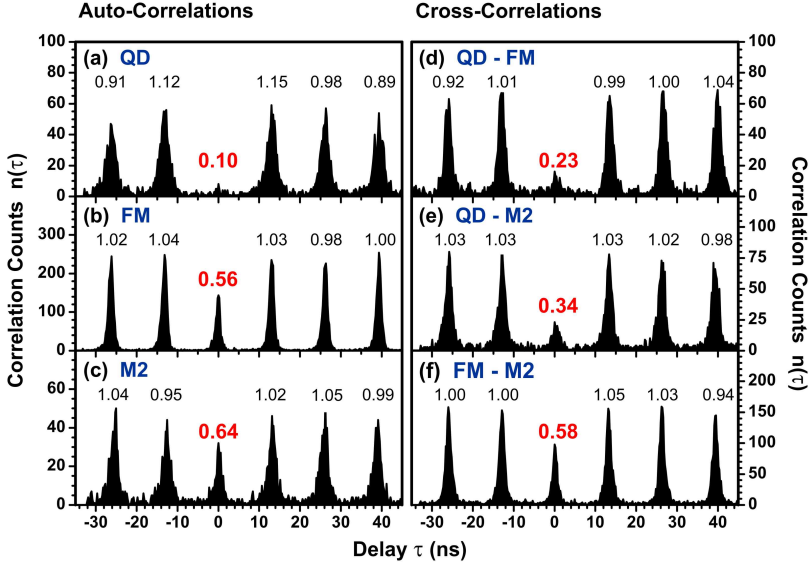 Auto-Correlations
Cross-Correlations
(a) QD
0.91 1.12 0.10 1.15 0.98 0.89
100
80
60
40
20
0
(d) QD - FM
0.92 1.01 0.23 0.99 1.00 1.04
100
80
60
40
20
0
(b) FM
1.02 1.04 0.56 1.03 0.98 1.00
300
200
100
0
(e) QD - M2
1.03 1.03 0.34 1.03 1.02 0.98
100
75
50
25
0
(c) M2
1.04 0.95 0.64 1.02 1.05 0.99
60
40
20
0
(f) FM - M2
1.00 1.00 0.58 1.05 1.03 0.94
200
150
100
50
0
-30 -20 -10 0 10 20 30 40
-30 -20 -10 0 10 20 30 40
Correlation Counts n(τ)
Correlation Counts n(τ)
Delay τ (ns)